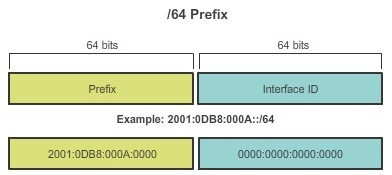 /64 Prefix
64 bits 64 bits
Prefix Interface ID
Example: 2001:0DB8:000A::/64
2001:0DB8:000A:0000 0000:0000:0000:0000